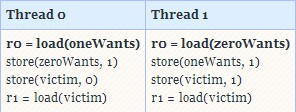 Thread 0 Thread 1
r0 = load(oneWants) r0 = load(zeroWants)
store(zeroWants, 1) store(oneWants, 1)
store(victim, 0) store(victim, 1)
r1 = load(victim) r1 = load(victim)